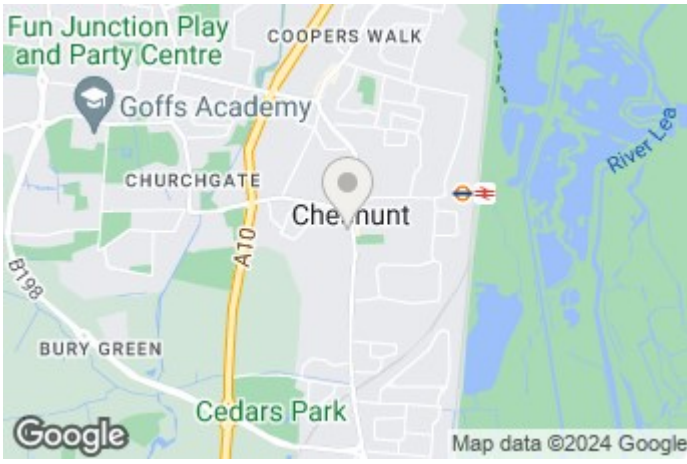 Fun Junction Play
and Party Centre
COOPERS WALK
Goffs Academy
River Lea
CHURCHGATE
Cheshunt
A10
B198
BURY GREEN
Cedars Park
Google
Map data ©2024 Google